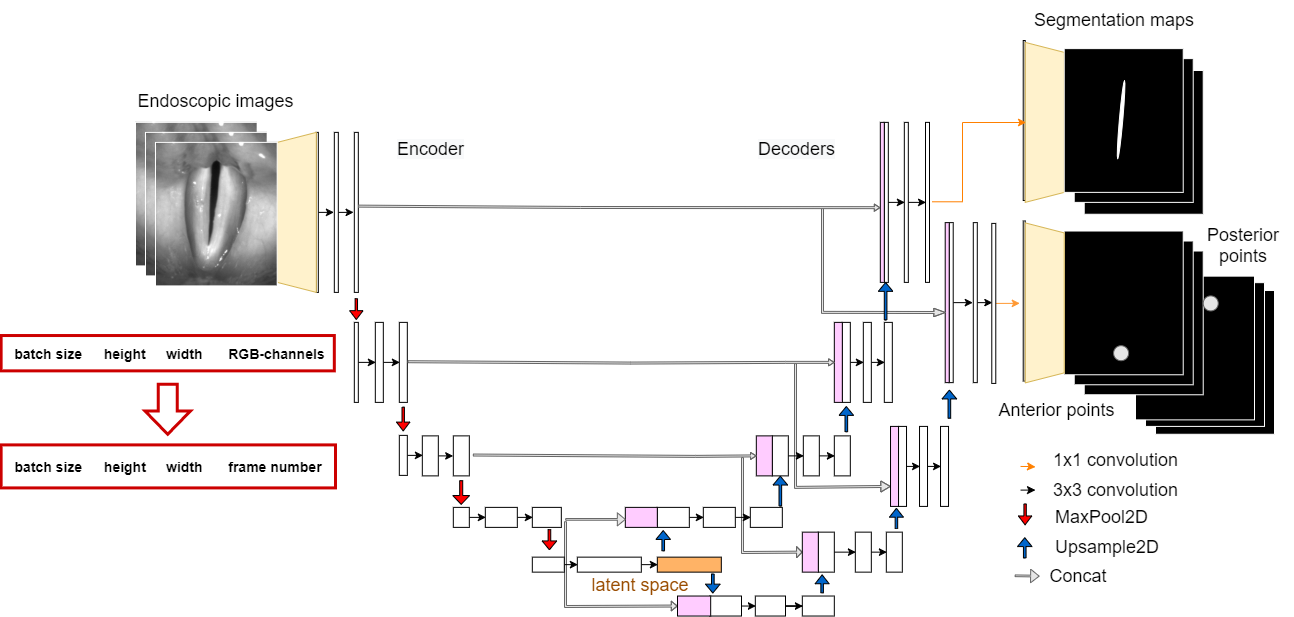 Segmentation maps
Endoscopic images
Encoder
Decoders
Posterior
points
batch size height width RGB-channels
Anterior points
batch size height width frame number
1x1 convolution
3x3 convolution
MaxPool2D
Upsample2D
Concat
latent space